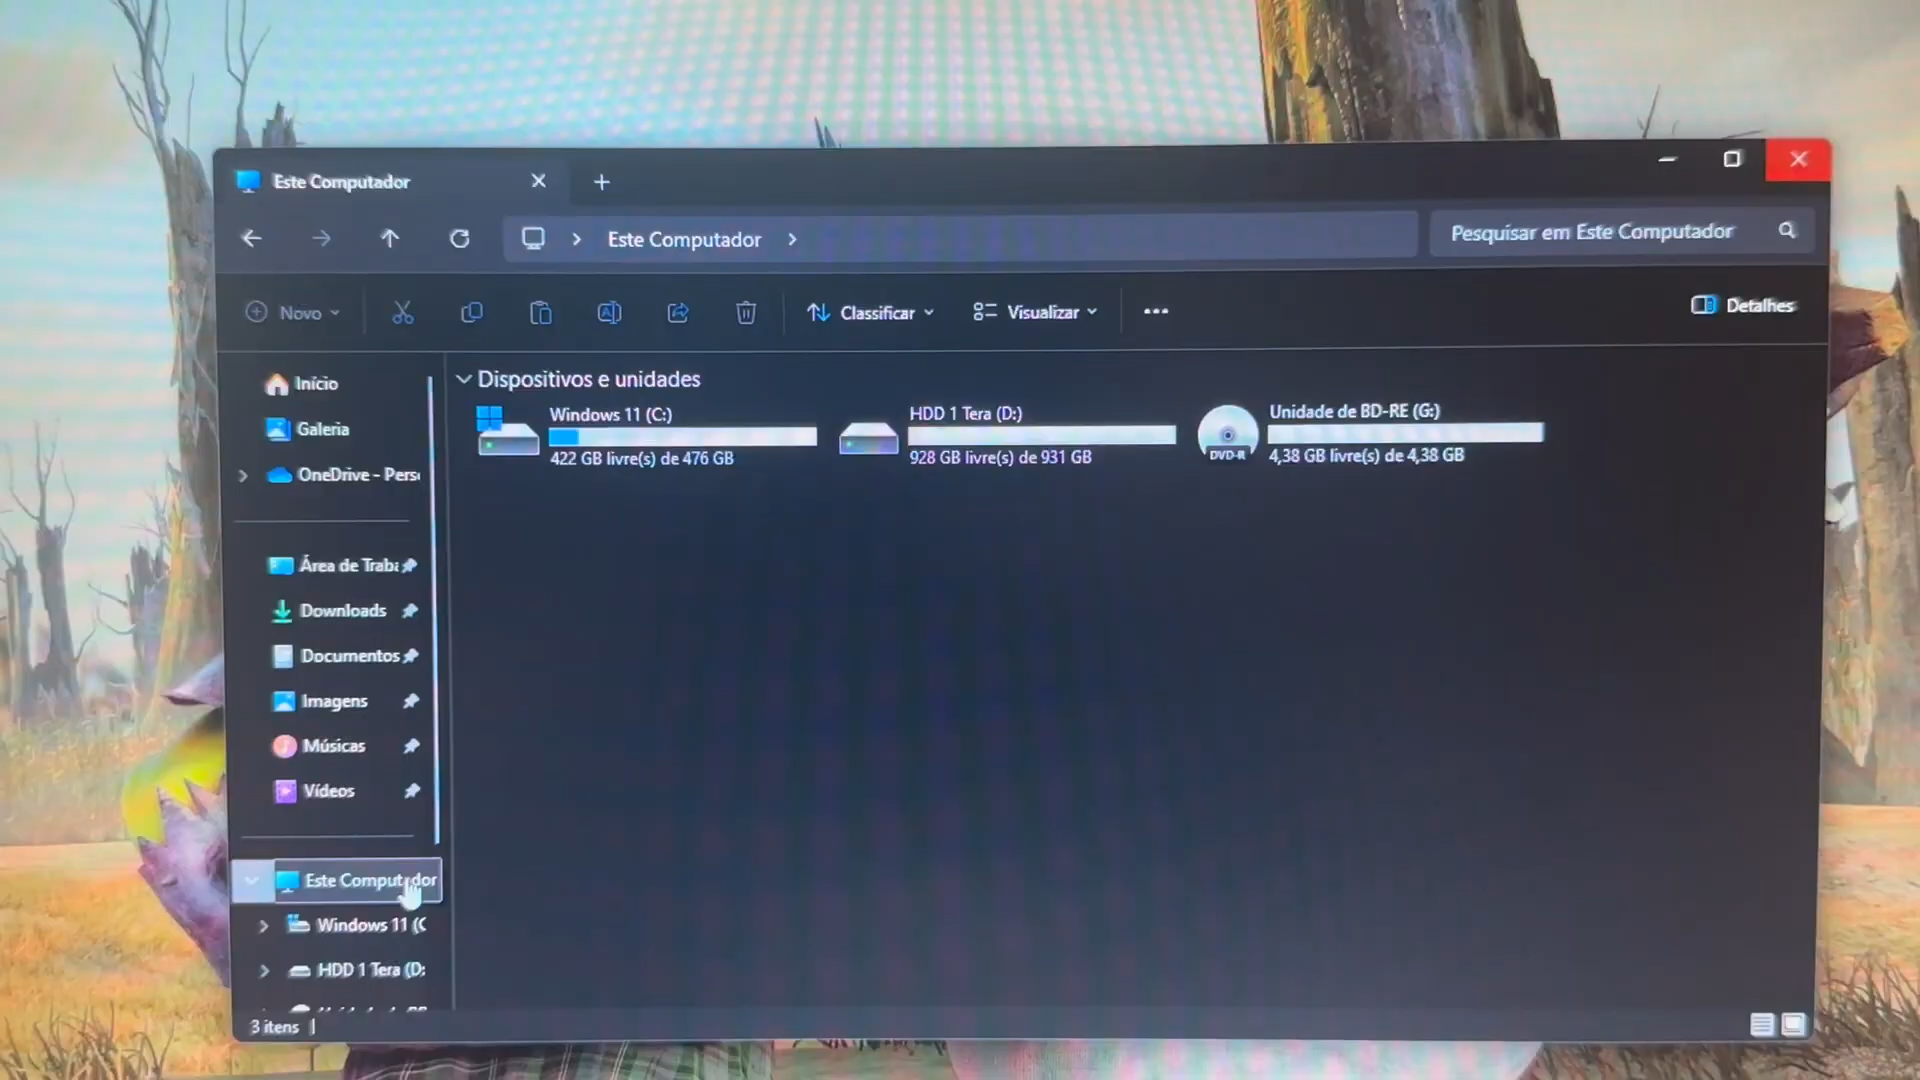 Este Computador
Este Computador
Pesquisar em Este Computador
Novo
Classificar
Visualizar
Detalhes
Início
Galeria
OneDrive - Pers
Área de Traba
Downloads
Documentos
Imagens
Músicas
Vídeos
Este Computador
Windows 11 (C
HDD 1 Tera (D:
Dispositivos e unidades
Windows 11 (C:)
422 GB livre(s) de 476 GB
HDD 1 Tera (D:)
928 GB livre(s) de 931 GB
DVD-R
Unidade de BD-RE (G:)
4,38 GB livre(s) de 4,38 GB
3 itens